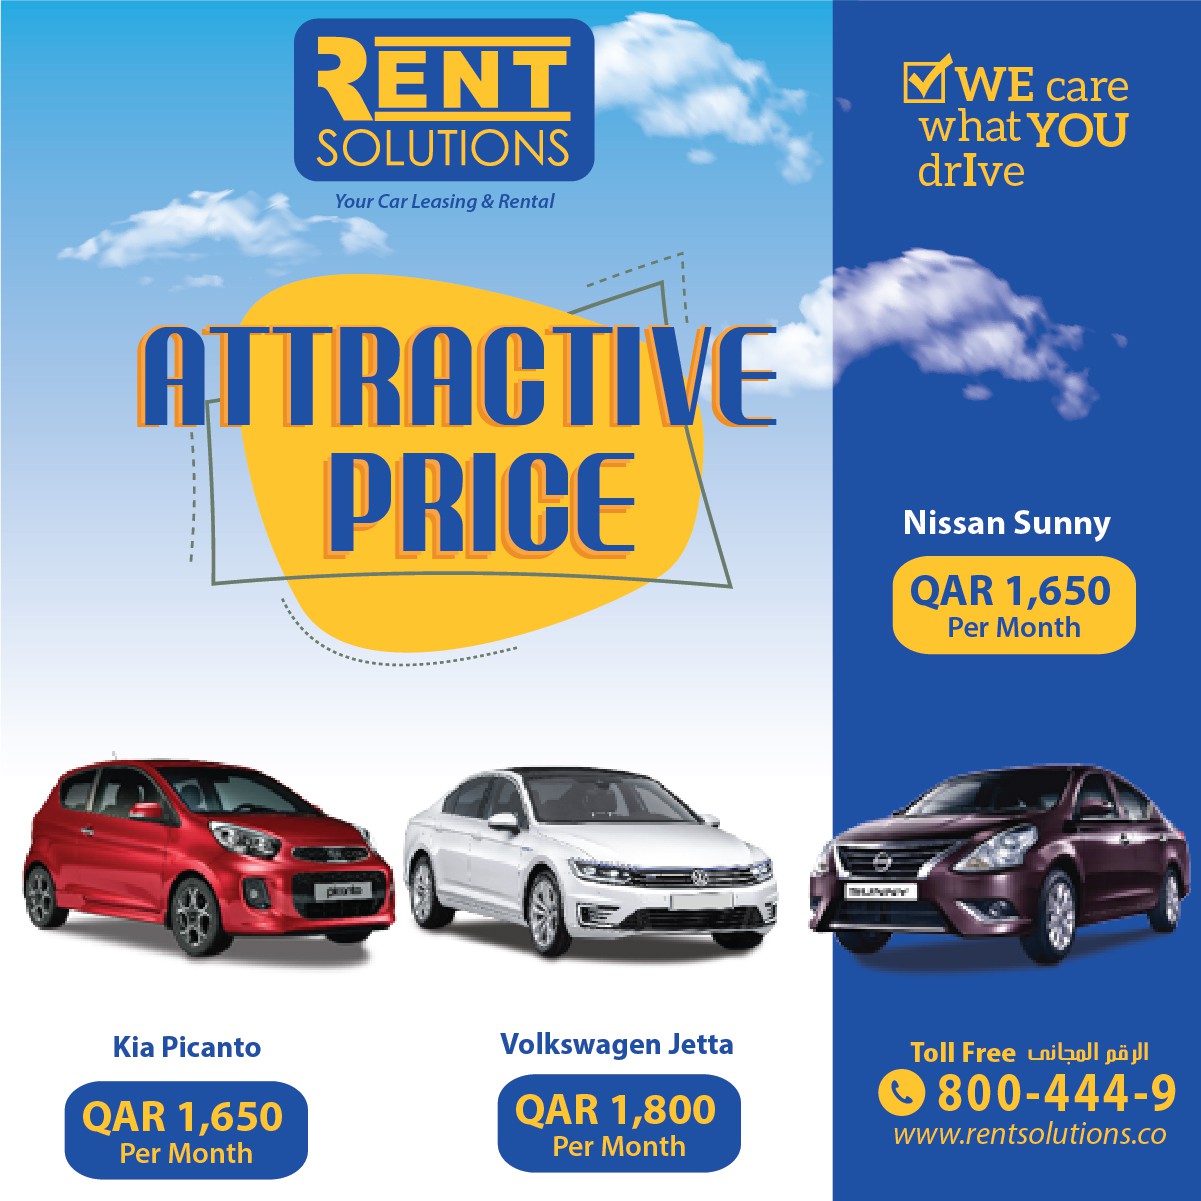 RENT
SOLUTIONS
Your Car Leasing & Rental
WE care
what YOU
drIve
ATTRACTIVE
PRICE
Nissan Sunny
QAR 1,650
Per Month
picanto
SUNNY
Kia Picanto
QAR 1,650
Per Month
Volkswagen Jetta
QAR 1,800
Per Month
Toll Free الرقم المجانى
800-444-9
www.rentsolutions.co